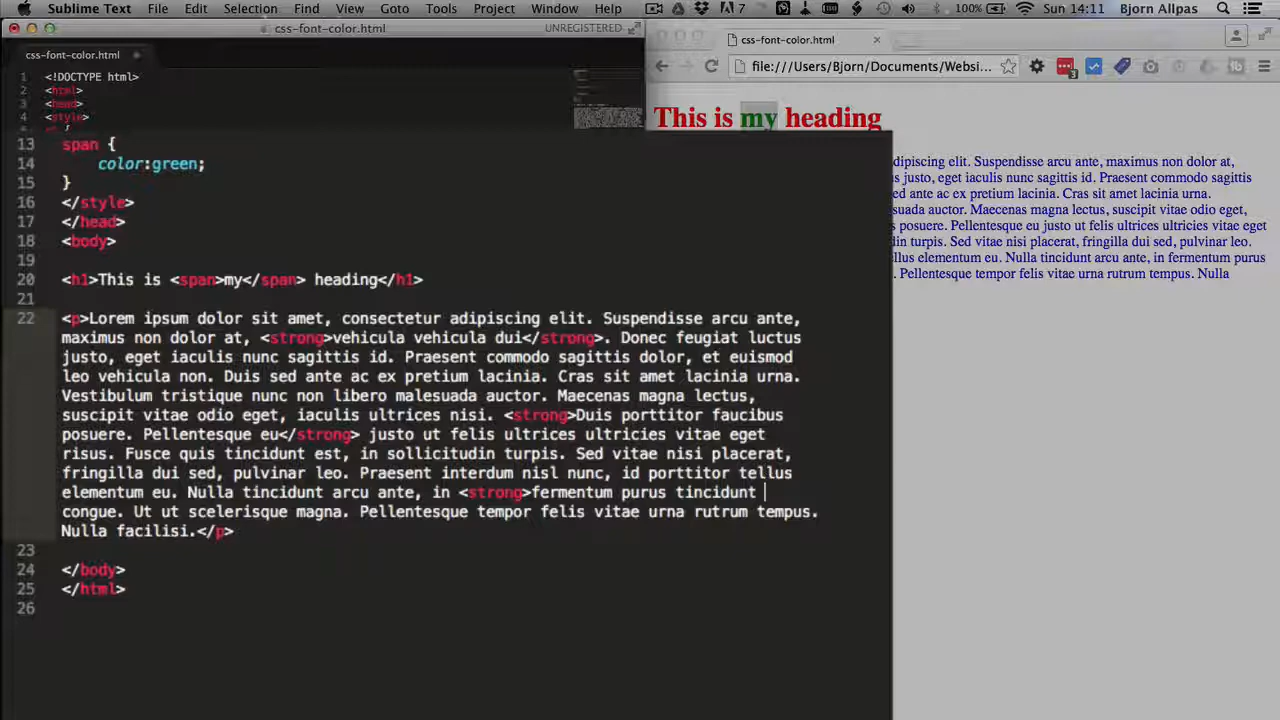 Sublime Text File Edit Selection Find View Goto Tools Project Window Help 7 100% Sun 14:11 Bjorn Allpas
css-font-color.html UNREGISTERED
css-font-color.html
css-font-color.html
file:///Users/Bjorn/Documents/Websi...
3
1 <!DOCTYPE html>
2 <html>
3 <head>
4 <style>
13 span {
14 color:green;
15 }
16 </style>
17 </head>
18 <body>
19
20 <h1>This is <span>my</span> heading</h1>
21
22 <p>Lorem ipsum dolor sit amet, consectetur adipiscing elit. Suspendisse arcu ante,
maximus non dolor at, <strong>vehicula vehicula dui</strong>. Donec feugiat luctus
justo, eget iaculis nunc sagittis id. Praesent commodo sagittis dolor, et euismod
leo vehicula non. Duis sed ante ac ex pretium lacinia. Cras sit amet lacinia urna.
Vestibulum tristique nunc non libero malesuada auctor. Maecenas magna lectus,
suscipit vitae odio eget, iaculis ultrices nisi. <strong>Duis porttitor faucibus
posuere. Pellentesque eu</strong> justo ut felis ultrices ultricies vitae eget
risus. Fusce quis tincidunt est, in sollicitudin turpis. Sed vitae nisi placerat,
fringilla dui sed, pulvinar leo. Praesent interdum nisl nunc, id porttitor tellus
elementum eu. Nulla tincidunt arcu ante, in <strong>fermentum purus tincidunt
congue. Ut ut scelerisque magna. Pellentesque tempor felis vitae urna rutrum tempus.
Nulla facilisi.</p>
23
24 </body>
25 </html>
26
This is my heading
dipiscing elit. Suspendisse arcu ante, maximus non dolor at,
s justo, eget iaculis nunc sagittis id. Praesent commodo sagittis
ed ante ac ex pretium lacinia. Cras sit amet lacinia urna.
suada auctor. Maecenas magna lectus, suscipit vitae odio eget,
s posuere. Pellentesque eu justo ut felis ultrices ultricies vitae eget
din turpis. Sed vitae nisi placerat, fringilla dui sed, pulvinar leo.
llus elementum eu. Nulla tincidunt arcu ante, in fermentum purus
. Pellentesque tempor felis vitae urna rutrum tempus. Nulla